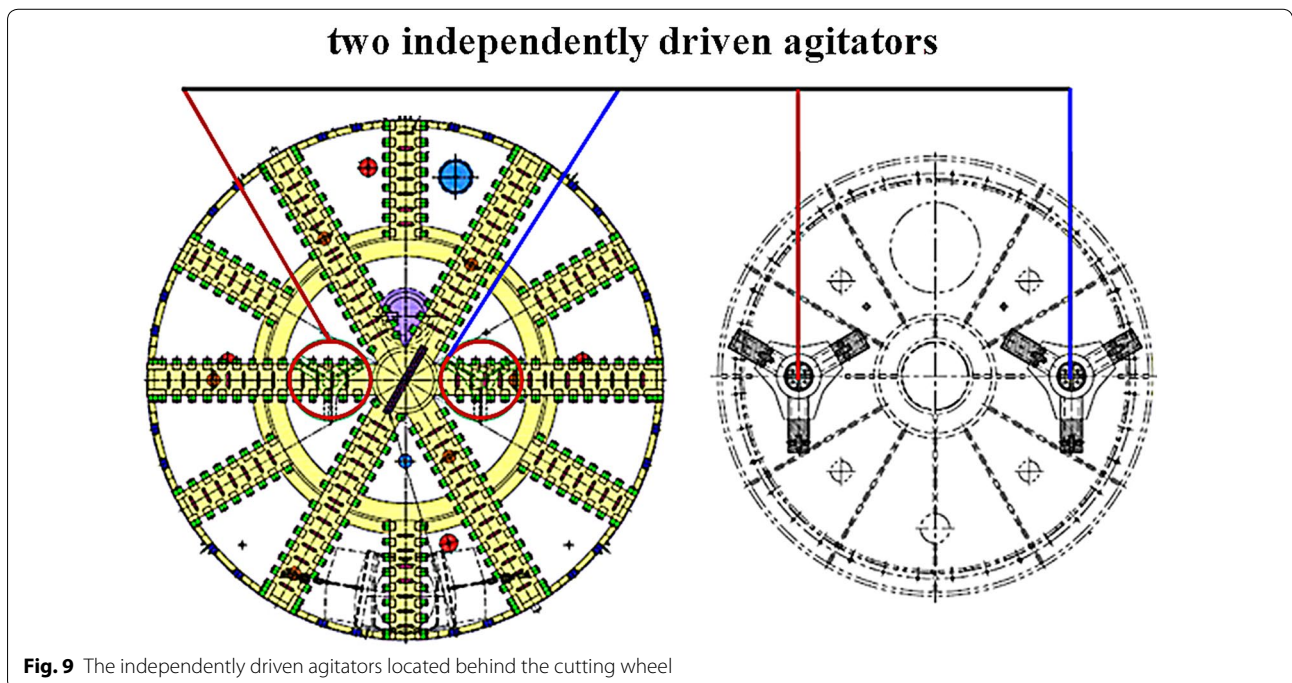 two independently driven agitators
Fig. 9 The independently driven agitators located behind the cutting wheel